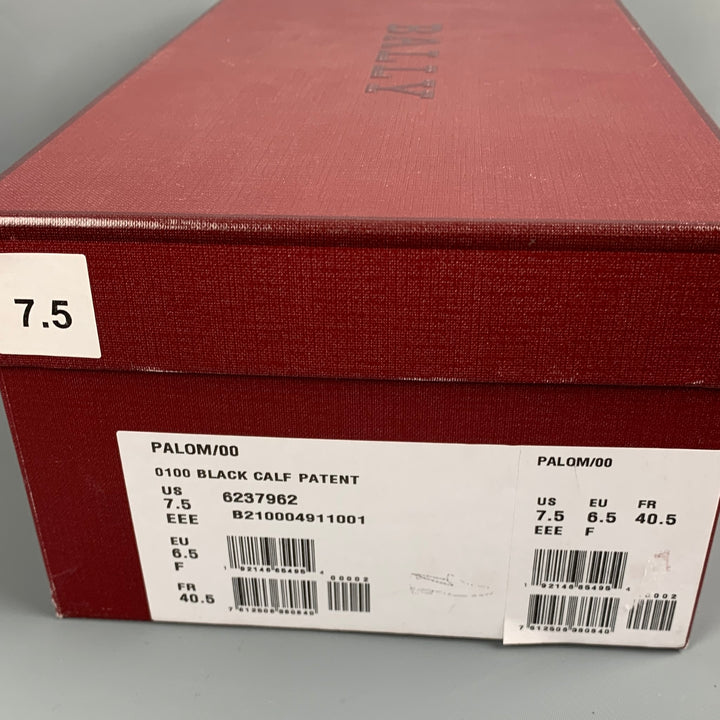 BALLY
7.5
PALOM/00
0100 BLACK CALF PATENT
US
7.5
EEE
6237962
B210004911001
EU
6.5
F
FR
40.5
00002
PALOM/00
US EU FR
7.5 6.5 40.5
EEE F